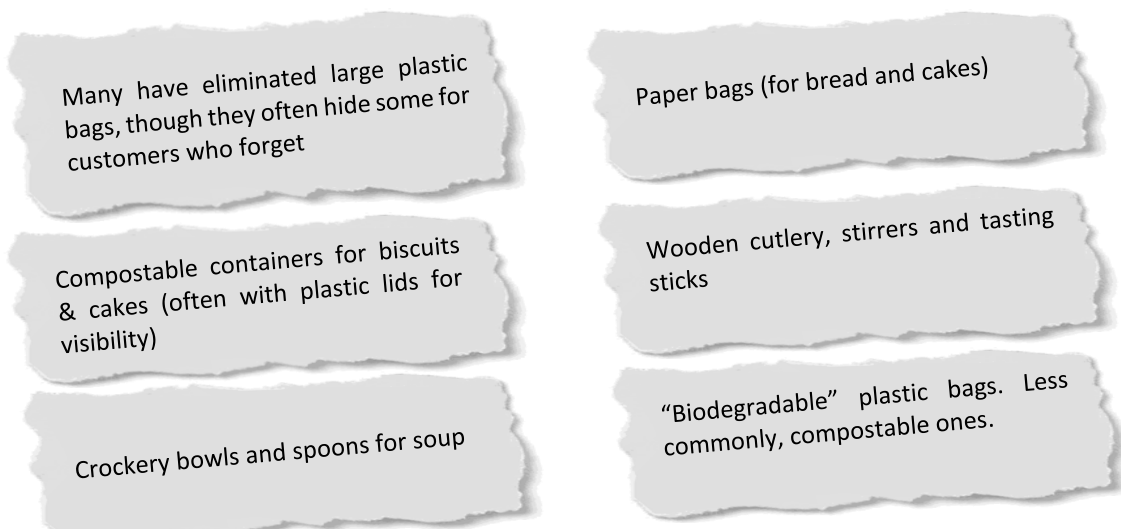 Many have eliminated large plastic
bags, though they often hide some for
customers who forget
Compostable containers for biscuits
& cakes (often with plastic lids for
visibility)
Crockery bowls and spoons for soup
Paper bags (for bread and cakes)
Wooden cutlery, stirrers and tasting
sticks
“Biodegradable” plastic bags. Less
commonly, compostable ones.